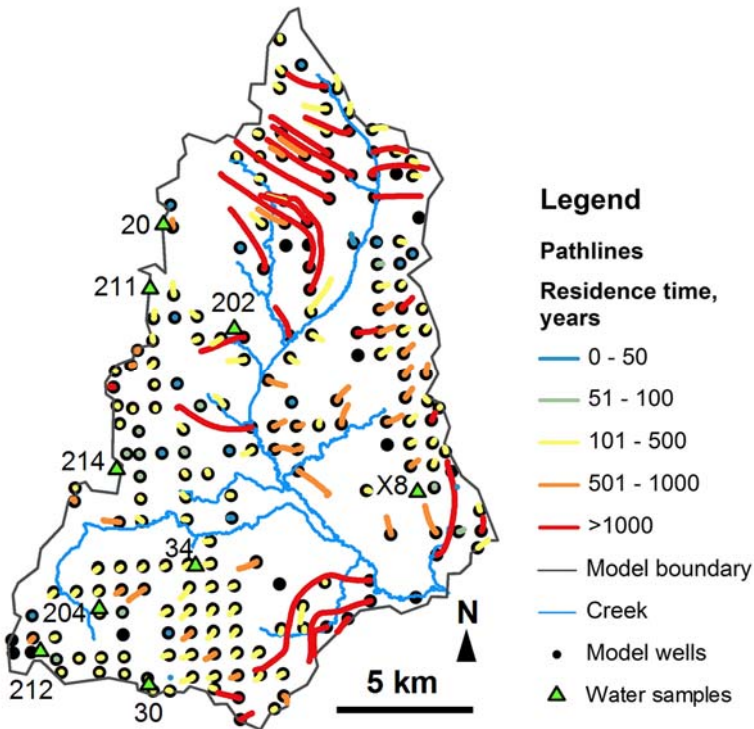 20
211
202
214
X8
34
204
212
30
N
5 km
Legend
Pathlines
Residence time,
years
0 - 50
51 - 100
101 - 500
501 - 1000
>1000
Model boundary
Creek
Model wells
Water samples